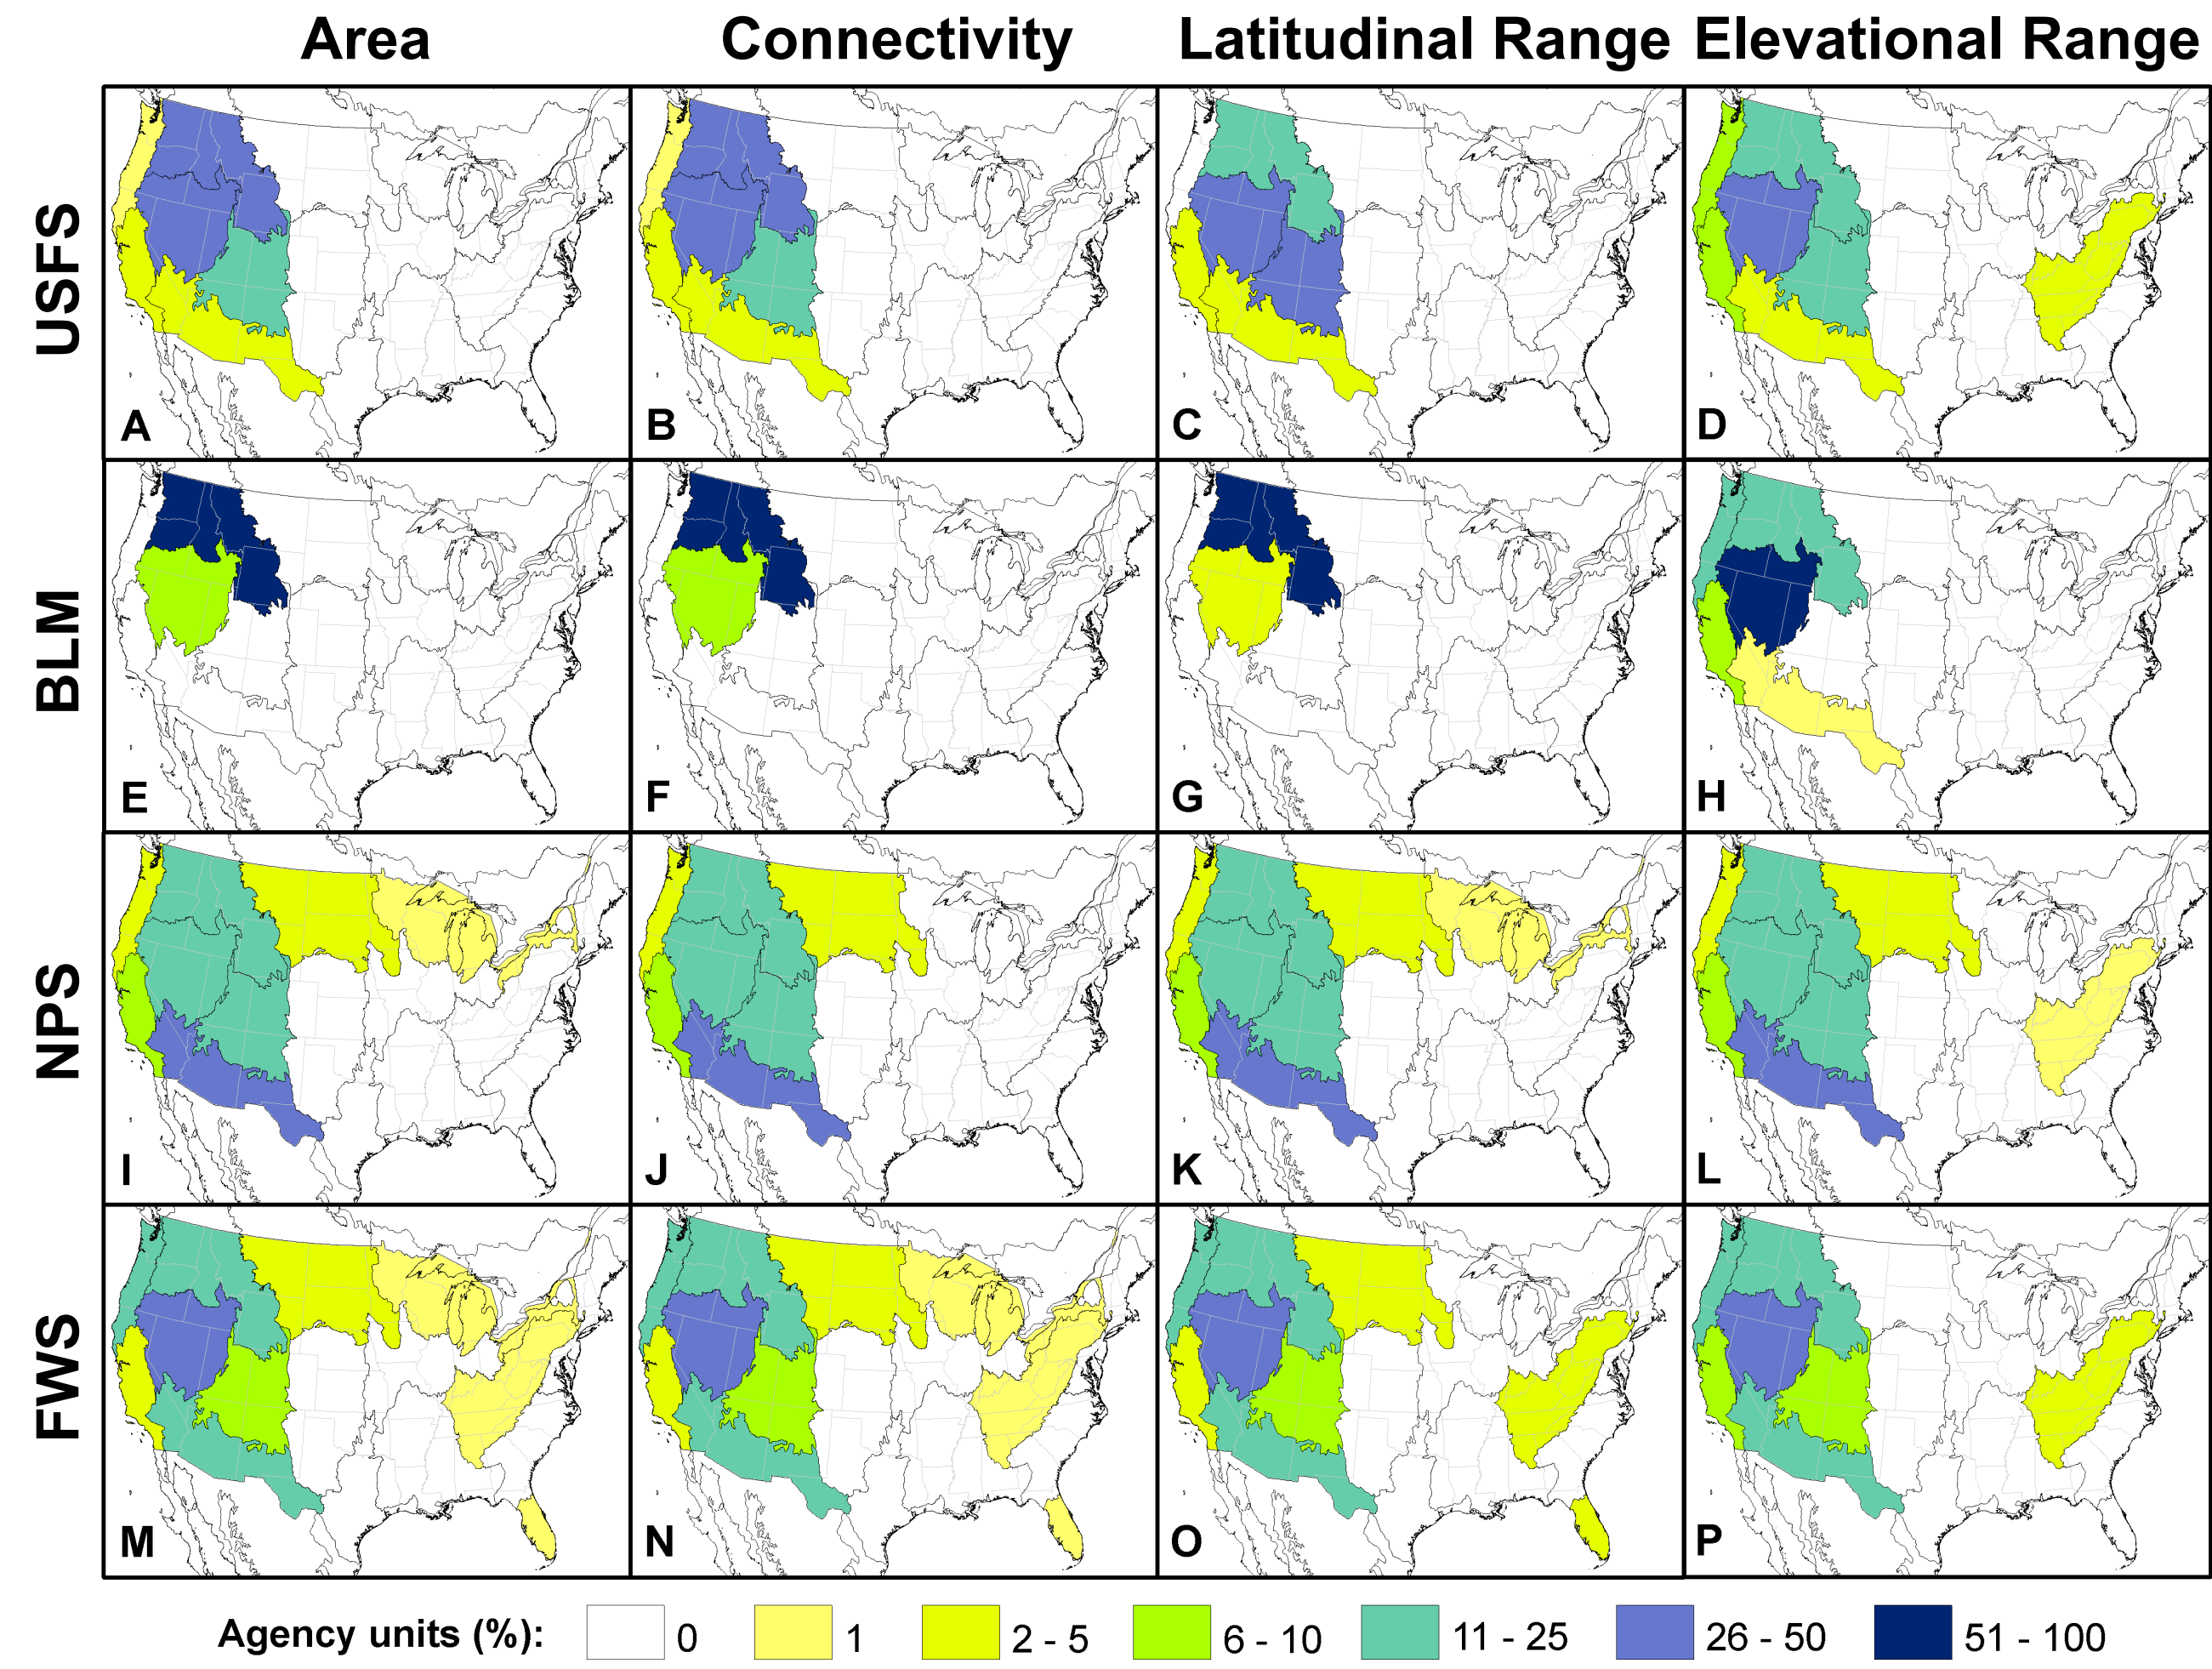 Area Connectivity Latitudinal Range Elevational Range
USFS
A B C D
BLM
E F G H
NPS
I J K L
FWS
M N O P
Agency units (%): 0 1 2 - 5 6 - 10 11 - 25 26 - 50 51 - 100